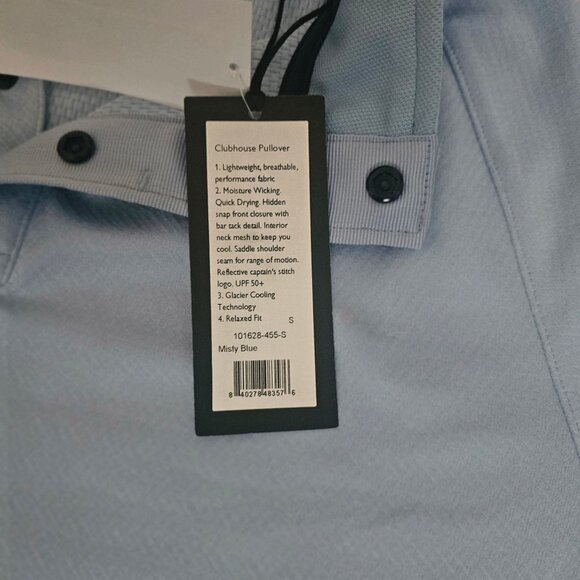 Clubhouse Pullover
1. Lightweight, breathable,
performance fabric
2. Moisture Wicking.
Quick Drying. Hidden
snap front closure with
bar tack detail. Interior
neck mesh to keep you
cool. Saddle shoulder
seam for range of motion.
Reflective captain's stitch
logo. UPF 50+
3. Glacier Cooling
Technology
4. Relaxed Fit S
101628-455-S
Misty Blue
8 40278 48357 6